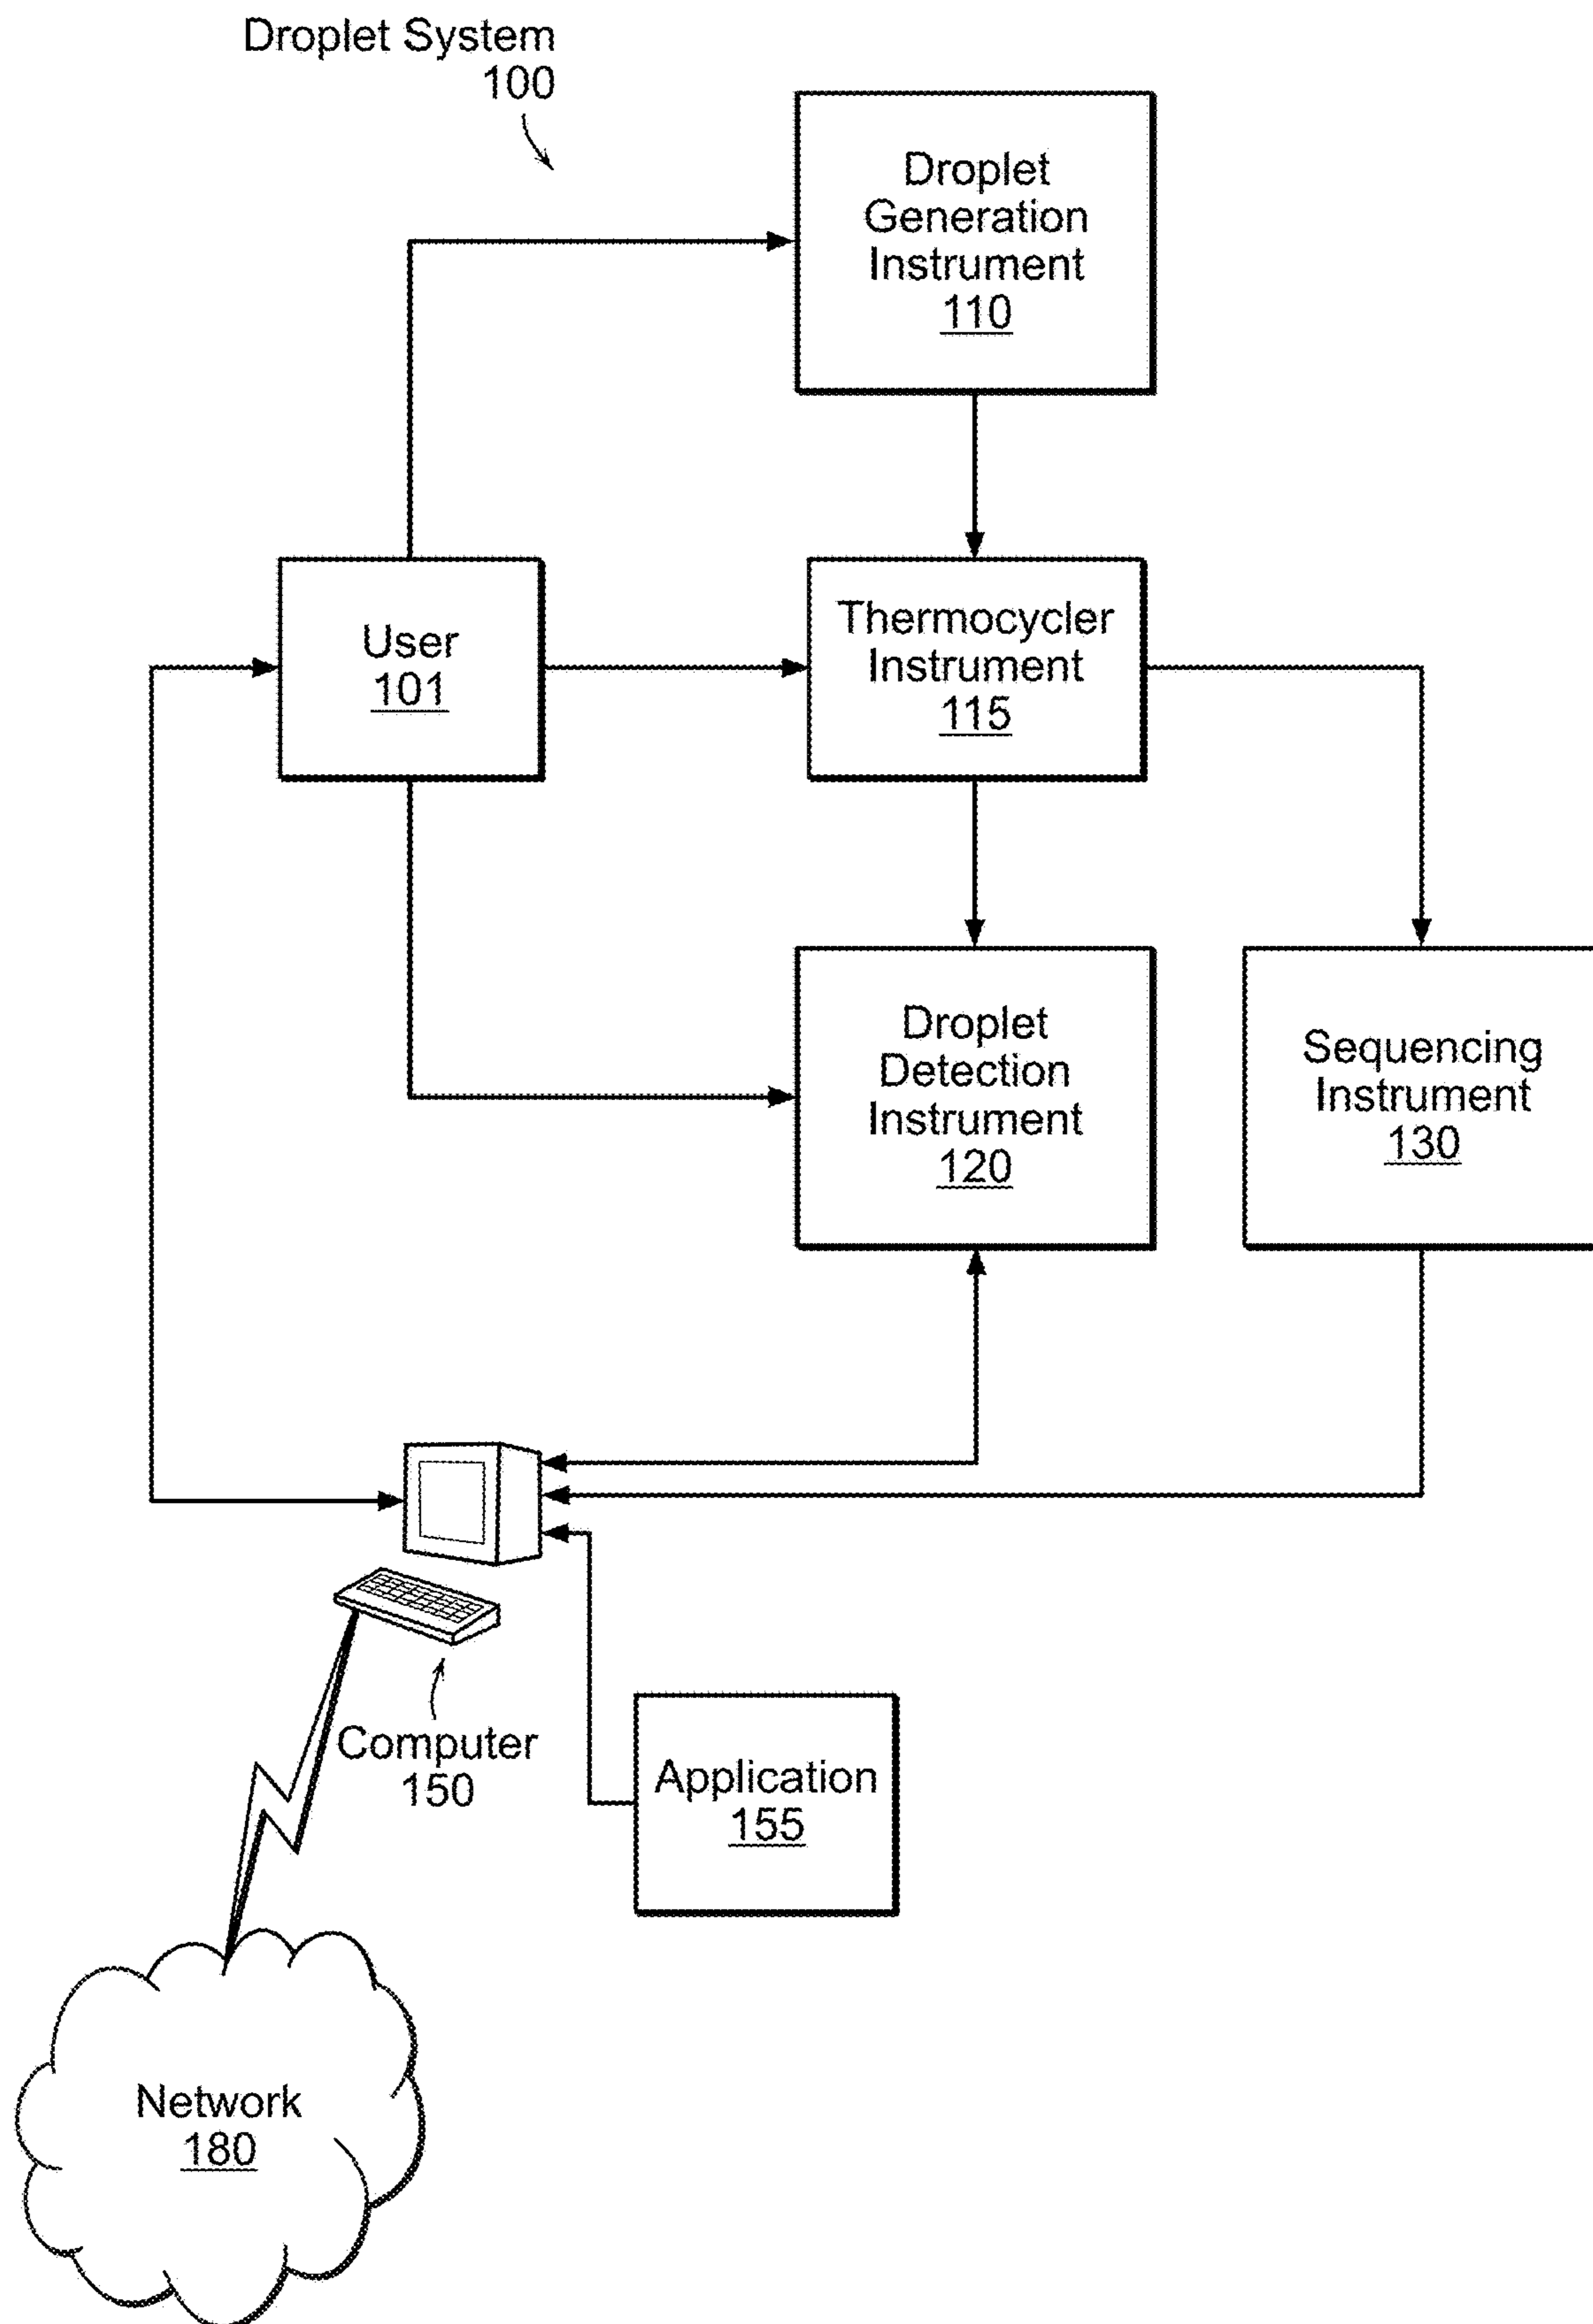 Droplet System
100
Droplet
Generation
Instrument
110
User
101
Thermocycler
Instrument
115
Droplet
Detection
Instrument
120
Sequencing
Instrument
130
Computer
150
Application
155
Network
180